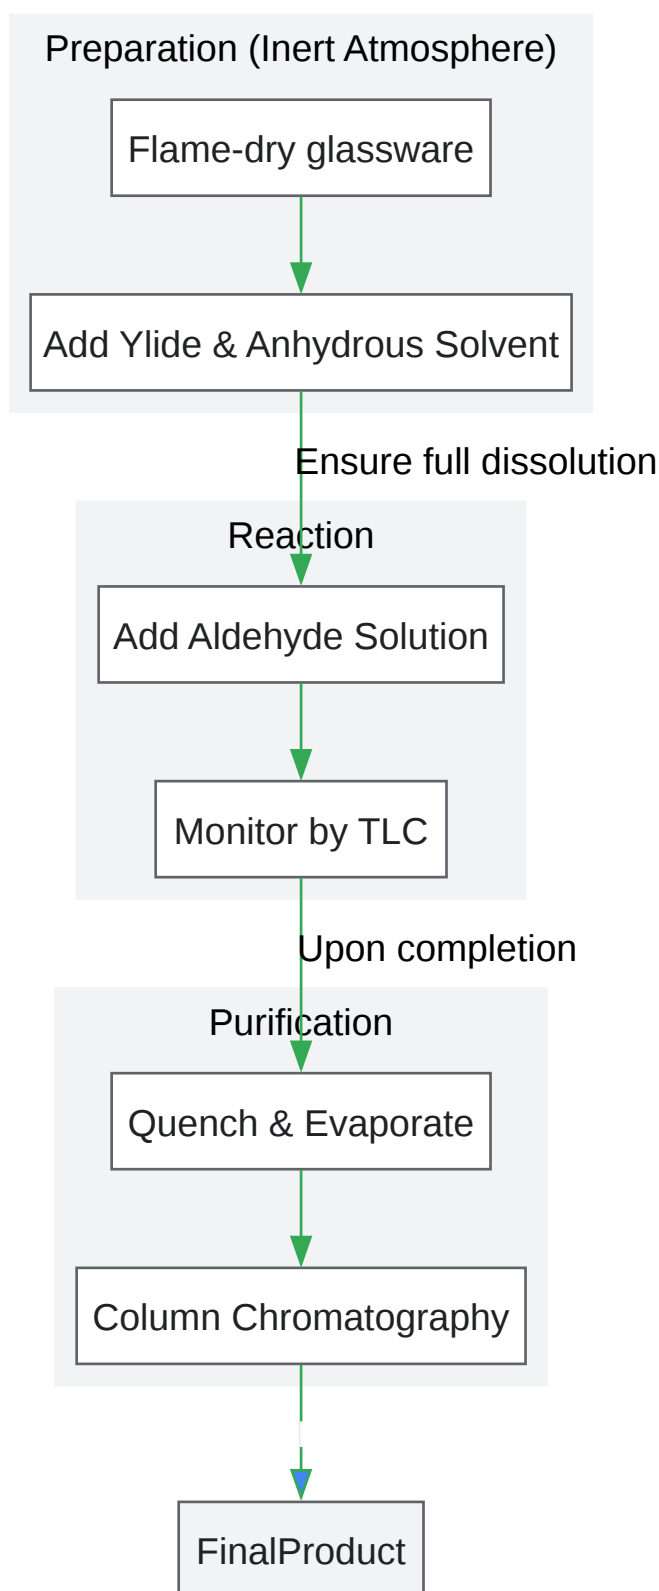 Preparation (Inert Atmosphere)
Flame-dry glassware
Add Ylide & Anhydrous Solvent
Ensure full dissolution
Reaction
Add Aldehyde Solution
Monitor by TLC
Upon completion
Purification
Quench & Evaporate
Column Chromatography
FinalProduct